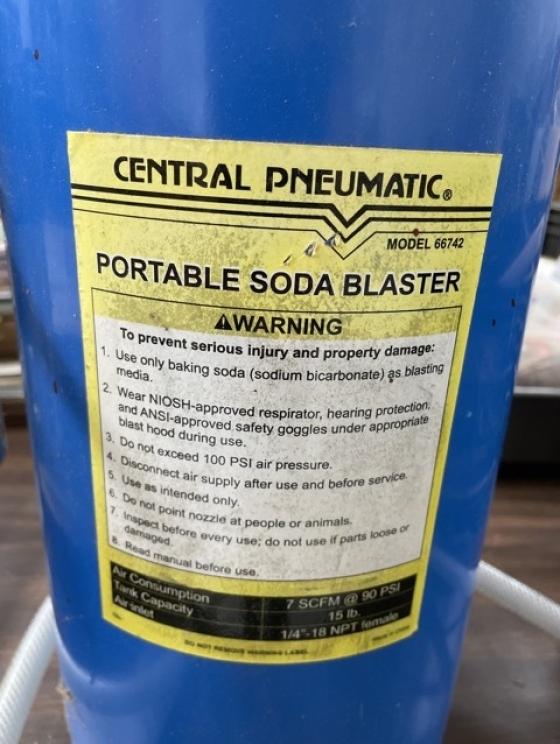 CENTRAL PNEUMATIC®
MODEL 66742
PORTABLE SODA BLASTER
⚠WARNING
To prevent serious injury and property damage:
1. Use only baking soda (sodium bicarbonate) as blasting
media.
2. Wear NIOSH-approved respirator, hearing protection,
and ANSI-approved safety goggles under appropriate
blast hood during use.
3. Do not exceed 100 PSI air pressure.
4. Disconnect air supply after use and before service.
5. Use as intended only.
6. Do not point nozzle at people or animals.
7. Inspect before every use; do not use if parts loose or
damaged.
8. Read manual before use.
Air Consumption 7 SCFM @ 90 PSI
Tank Capacity 15 lb.
Air Inlet 1/4"-18 NPT female
DO NOT REMOVE WARNING LABEL